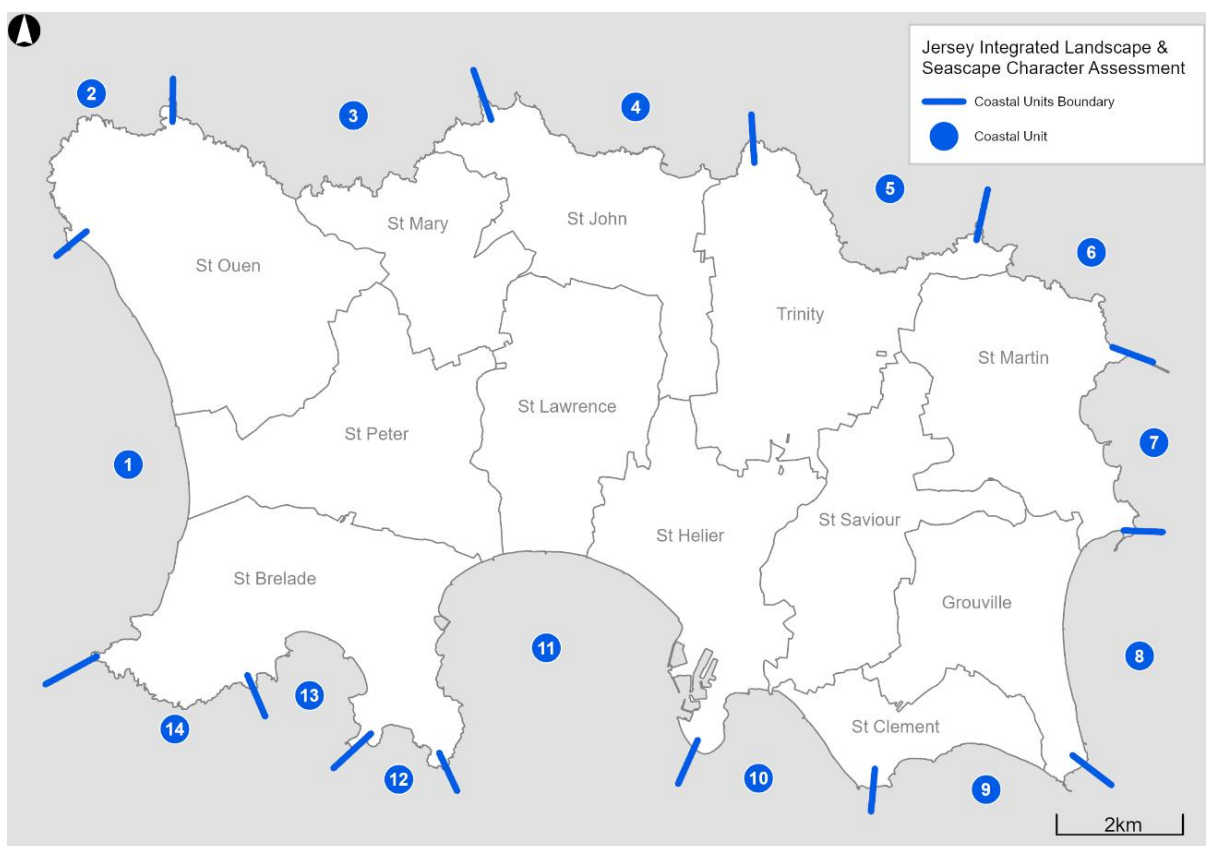 Jersey Integrated Landscape &
Seascape Character Assessment
Coastal Units Boundary
Coastal Unit
2
3
4
5
6
St Mary
St John
St Ouen
Trinity
St Martin
St Lawrence
St Peter
1
7
St Saviour
St Helier
St Brelade
Grouville
11
8
13
14
St Clement
12
10
9
2km